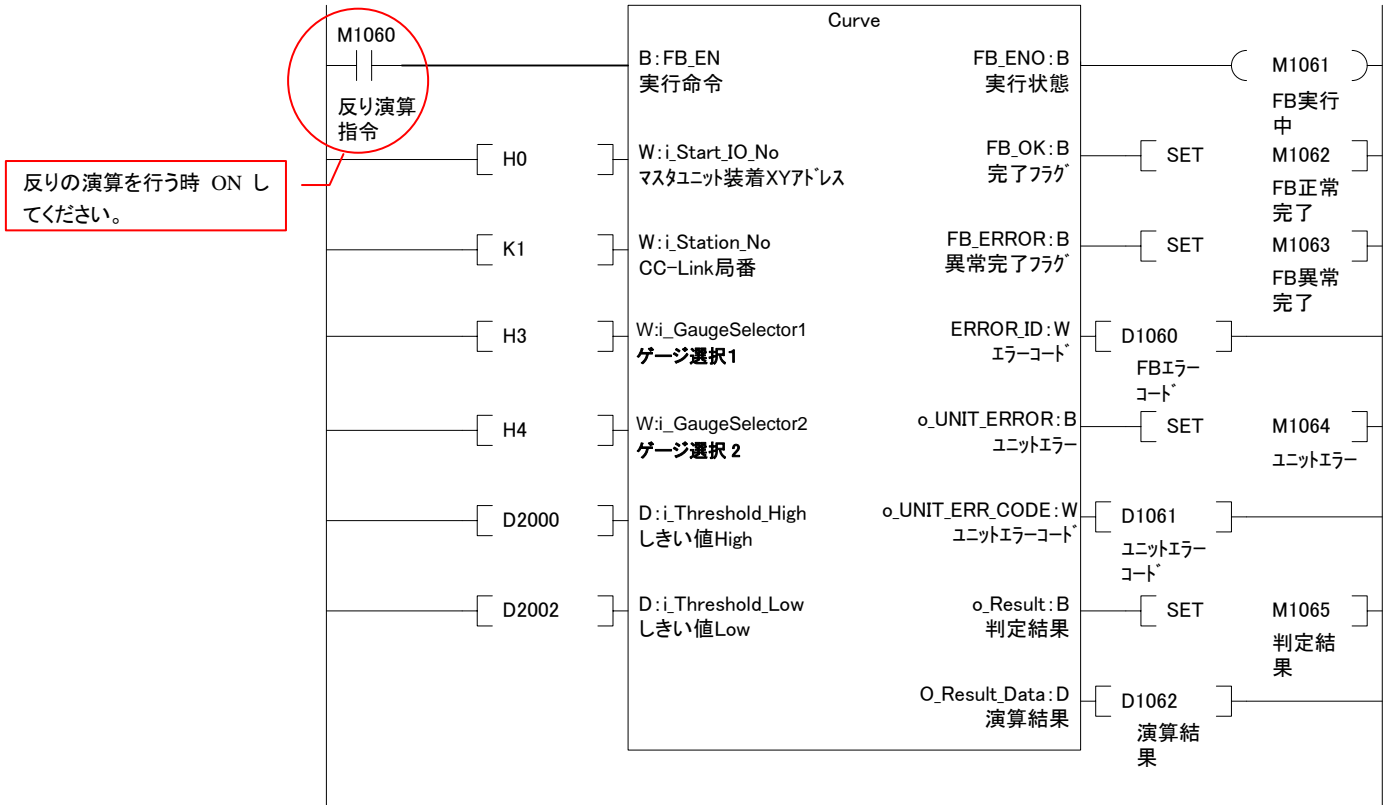 Curve
M1060
反り演算
指令
反りの演算を行う時 ON し
てください。
B:FB_EN
実行命令
FB_ENO:B
実行状態
M1061
FB実行
中
H0
W:i_Start_IO_No
マスタユニット装着XYアドレス
FB_OK:B
完了フラグ
SET M1062
FB正常
完了
K1
W:i_Station_No
CC-Link局番
FB_ERROR:B
異常完了フラグ
SET M1063
FB異常
完了
H3
W:i_GaugeSelector1
ゲージ選択1
ERROR_ID:W
エラーコード
D1060
FBエラー
コード
H4
W:i_GaugeSelector2
ゲージ選択 2
o_UNIT_ERROR:B
ユニットエラー
SET M1064
ユニットエラー
D2000
D:i_Threshold_High
しきい値High
o_UNIT_ERR_CODE:W
ユニットエラーコード
D1061
ユニットエラー
コード
D2002
D:i_Threshold_Low
しきい値Low
o_Result:B
判定結果
SET M1065
判定結
果
O_Result_Data:D
演算結果
D1062
演算結
果